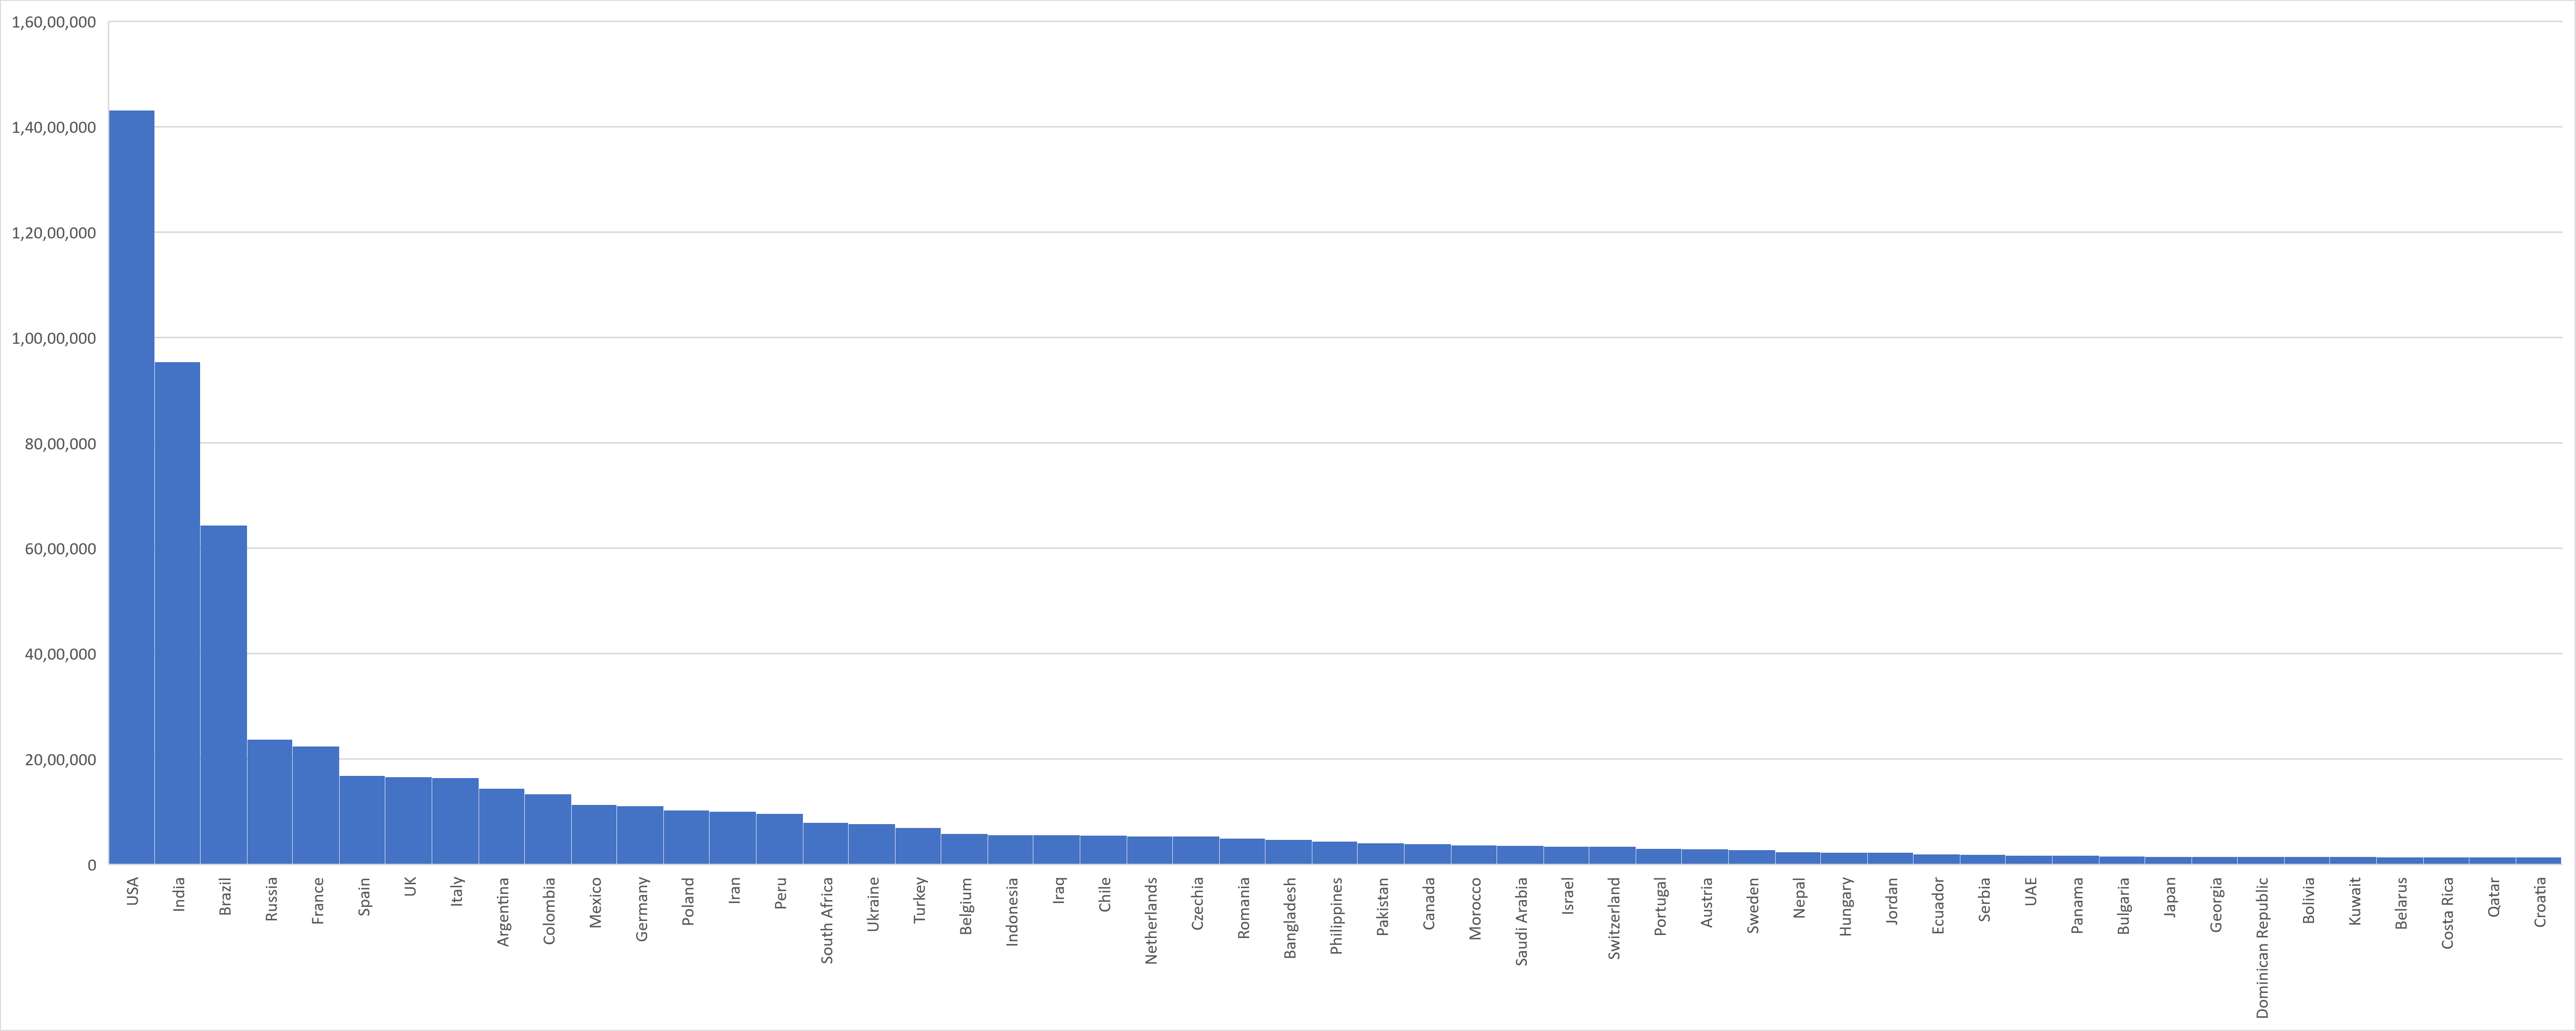 1,60,00,000
1,40,00,000
1,20,00,000
1,00,00,000
80,00,000
60,00,000
40,00,000
20,00,000
0
USA
India
Brazil
Russia
France
Spain
UK
Italy
Argentina
Colombia
Mexico
Germany
Poland
Iran
Peru
South Africa
Ukraine
Turkey
Belgium
Indonesia
Iraq
Chile
Netherlands
Czechia
Romania
Bangladesh
Philippines
Pakistan
Canada
Morocco
Saudi Arabia
Israel
Switzerland
Portugal
Austria
Sweden
Nepal
Hungary
Jordan
Ecuador
Serbia
UAE
Panama
Bulgaria
Japan
Georgia
Dominican Republic
Bolivia
Kuwait
Belarus
Costa Rica
Qatar
Croatia